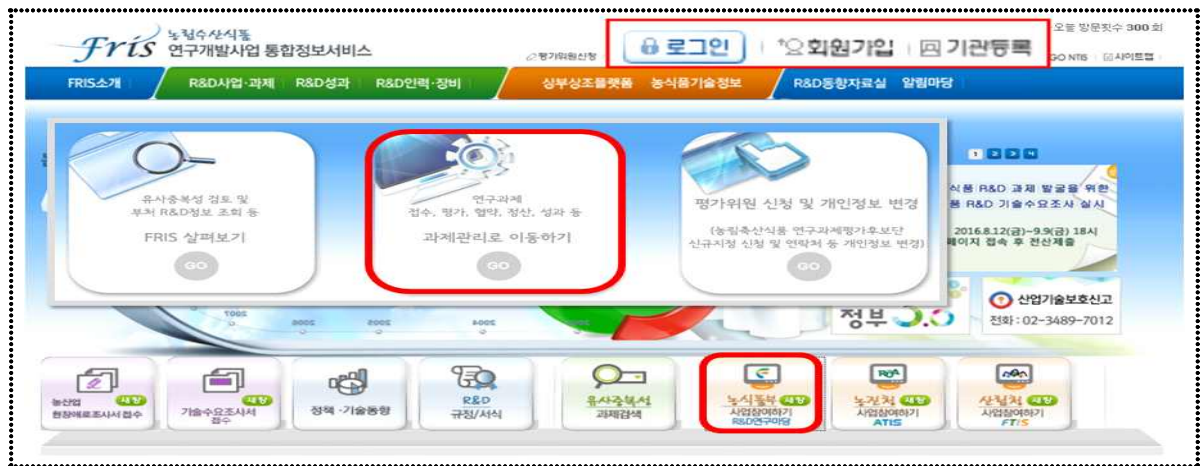 오늘 방문횟수 300 회
Fris 농림수산식품
연구개발사업 통합정보서비스
평가위원신청
로그인 회원가입 기관등록
GO NTIS 사이트맵
FRIS소개 R&D사업·과제 R&D성과 R&D인력·장비 상부상조플랫폼 농식품기술정보 R&D동향자료실 알림마당
유사중복성 검토 및
부처 R&D정보 조회 등
FRIS 살펴보기
GO
연구과제
접수, 평가, 협약, 정산, 성과 등
과제관리로 이동하기
GO
평가위원 신청 및 개인정보 변경
(농림축산식품 연구과제평가후보단
신규지정 신청 및 연락처 등 개인정보 변경)
GO
1 2 3 4
식품 R&D 과제 발굴을 위한
품 R&D 기술수요조사 실시
2016.8.12(금)~9.9(금) 18시
페이지 접속 후 전산제출
정부 3.0
산업기술보호신고
전화 : 02-3489-7012
농산업 새창
현장애로조사서 접수
새창
기술수요조사서
접수
정책 ·기술동향
R&D
규정/서식
유사중복성
과제검색
농식품부 새창
사업참여하기
R&D연구마당
농진청 새창
사업참여하기
ATIS
산림청 새창
사업참여하기
FTIS